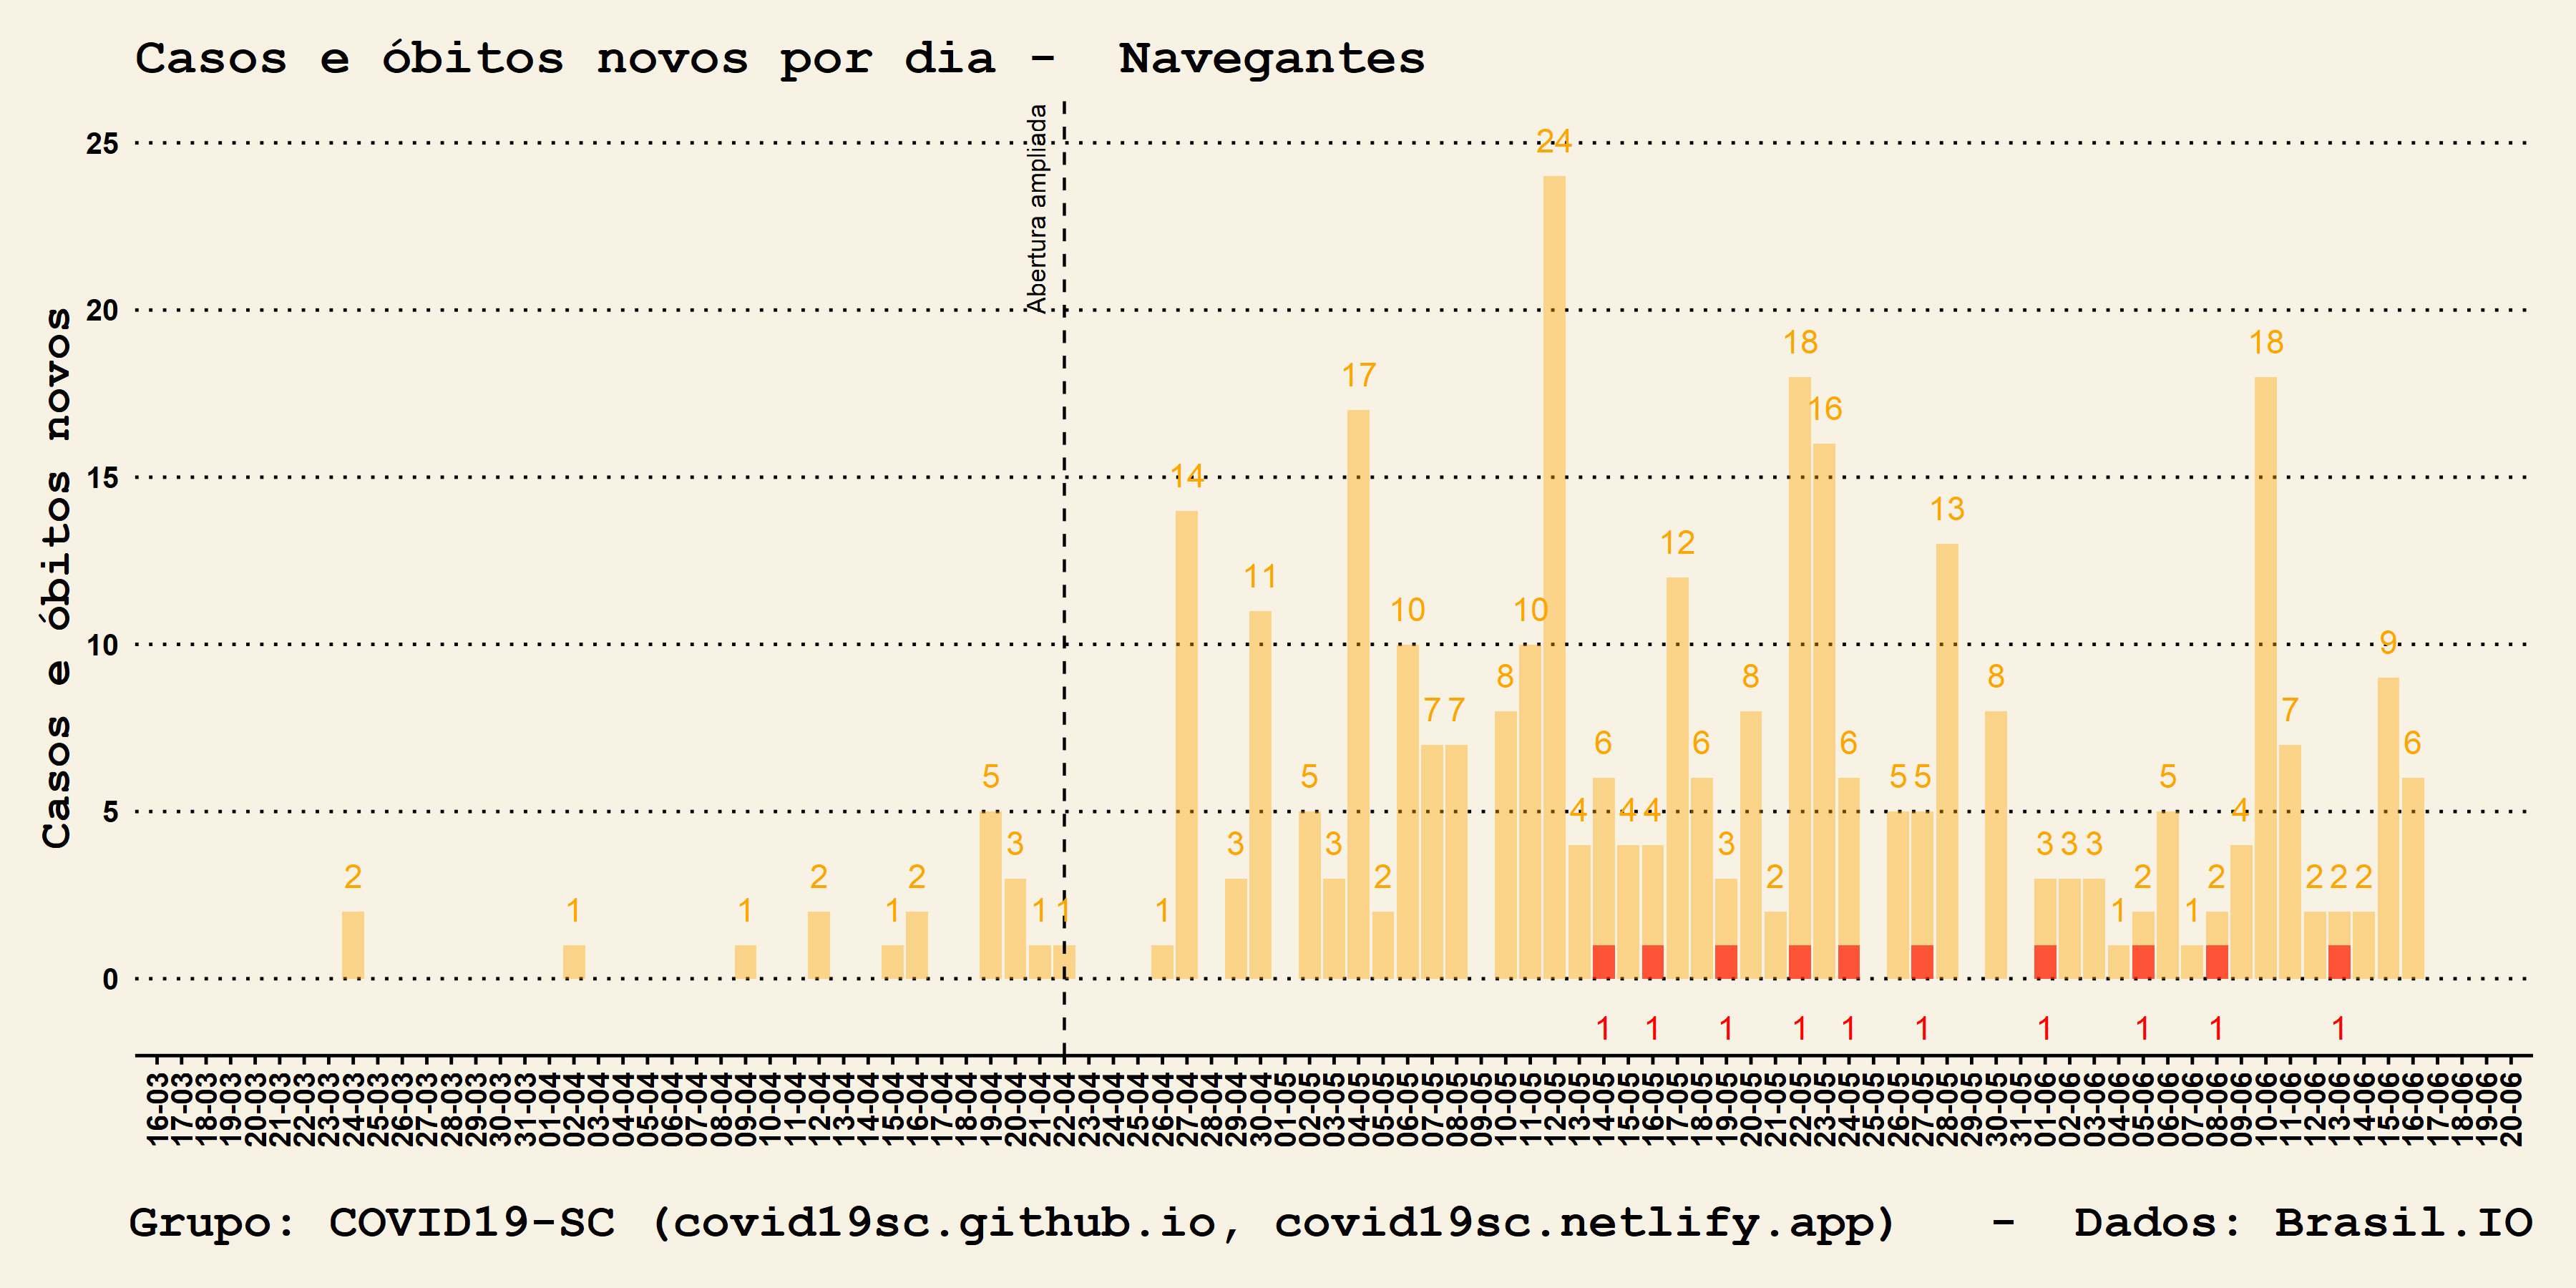 Casos e óbitos novos por dia -  Navegantes
Abertura ampliada
Casos e óbitos novos
25
20
15
10
5
0
2 1 1 2 1 2 5 3 1 1 1 14 3 11 5 3 17 2 10 7 7 8 10 24 4 6 4 4 12 6 3 8 2 18 16 6 5 5 13 8 3 3 3 1 2 5 1 2 4 18 7 2 2 2 9 6
1 1 1 1 1 1 1 1 1 1
16-03 17-03 18-03 19-03 20-03 21-03 22-03 23-03 24-03 25-03 26-03 27-03 28-03 29-03 30-03 31-03 01-04 02-04 03-04 04-04 05-04 06-04 07-04 08-04 09-04 10-04 11-04 12-04 13-04 14-04 15-04 16-04 17-04 18-04 19-04 20-04 21-04 22-04 23-04 24-04 25-04 26-04 27-04 28-04 29-04 30-04 01-05 02-05 03-05 04-05 05-05 06-05 07-05 08-05 09-05 10-05 11-05 12-05 13-05 14-05 15-05 16-05 17-05 18-05 19-05 20-05 21-05 22-05 23-05 24-05 25-05 26-05 27-05 28-05 29-05 30-05 31-05 01-06 02-06 03-06 04-06 05-06 06-06 07-06 08-06 09-06 10-06 11-06 12-06 13-06 14-06 15-06 16-06 17-06 18-06 19-06 20-06
Grupo: COVID19-SC (covid19sc.github.io, covid19sc.netlify.app)   -  Dados: Brasil.IO